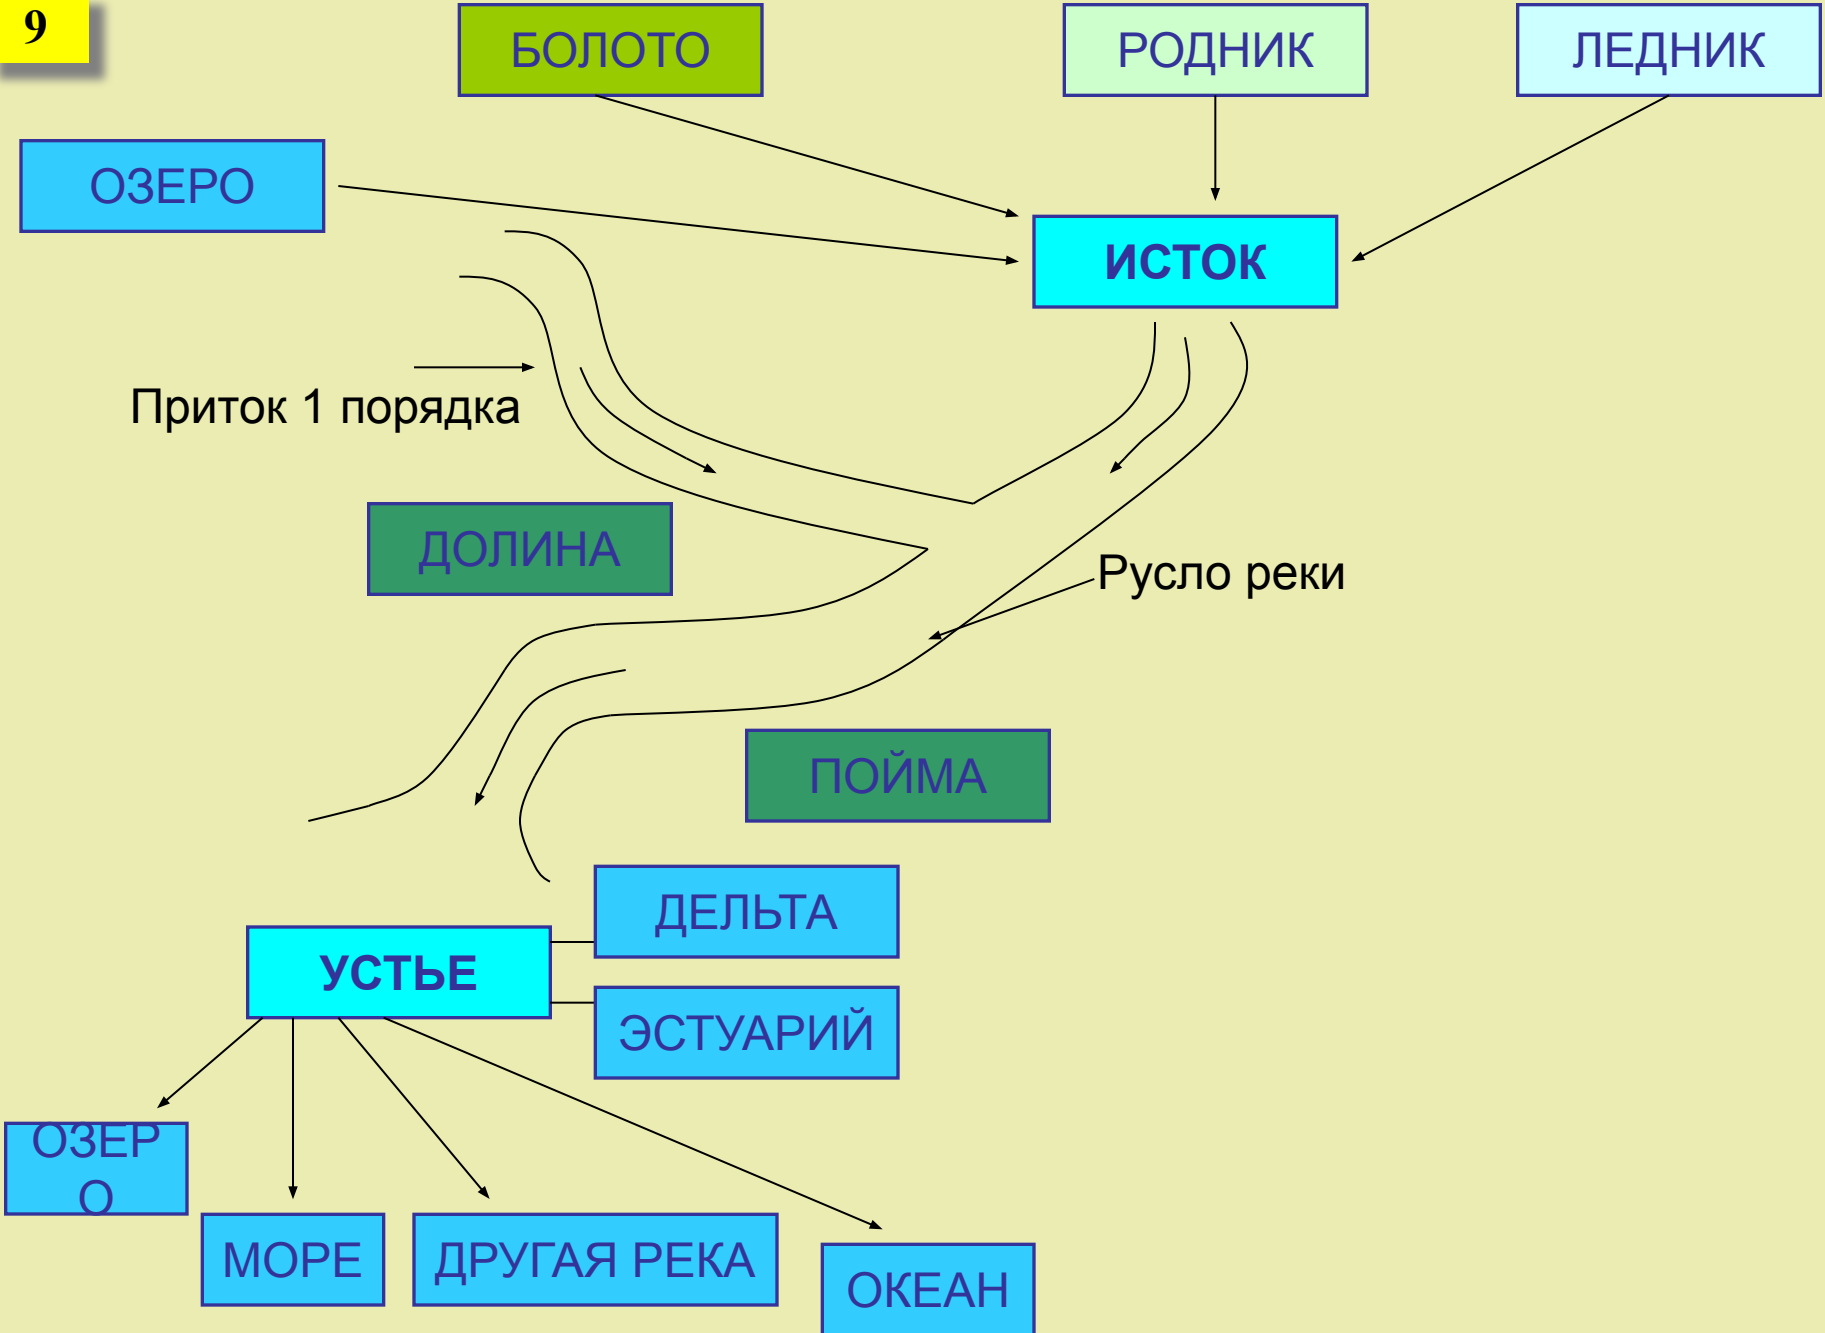 9
БОЛОТО
РОДНИК
ЛЕДНИК
ОЗЕРО
ИСТОК
Приток 1 порядка
ДОЛИНА
Русло реки
ПОЙМА
ДЕЛЬТА
УСТЬЕ
ЭСТУАРИЙ
ОЗЕР
О
МОРЕ
ДРУГАЯ РЕКА
ОКЕАН